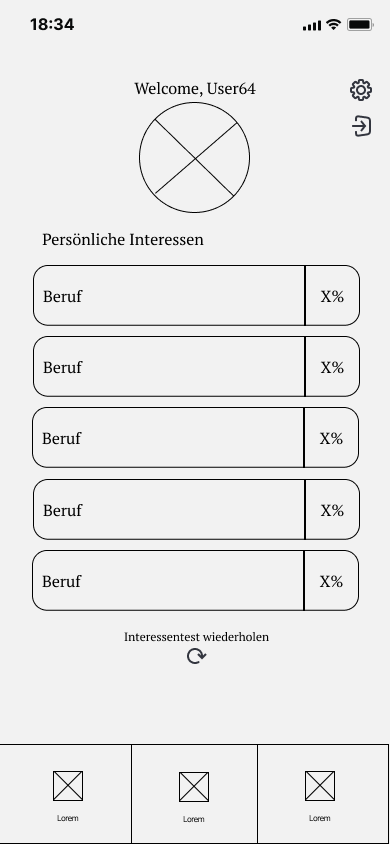 18:34
Welcome, User64
Persönliche Interessen
Beruf X%
Beruf X%
Beruf X%
Beruf X%
Beruf X%
Interessentest wiederholen
Lorem Lorem Lorem